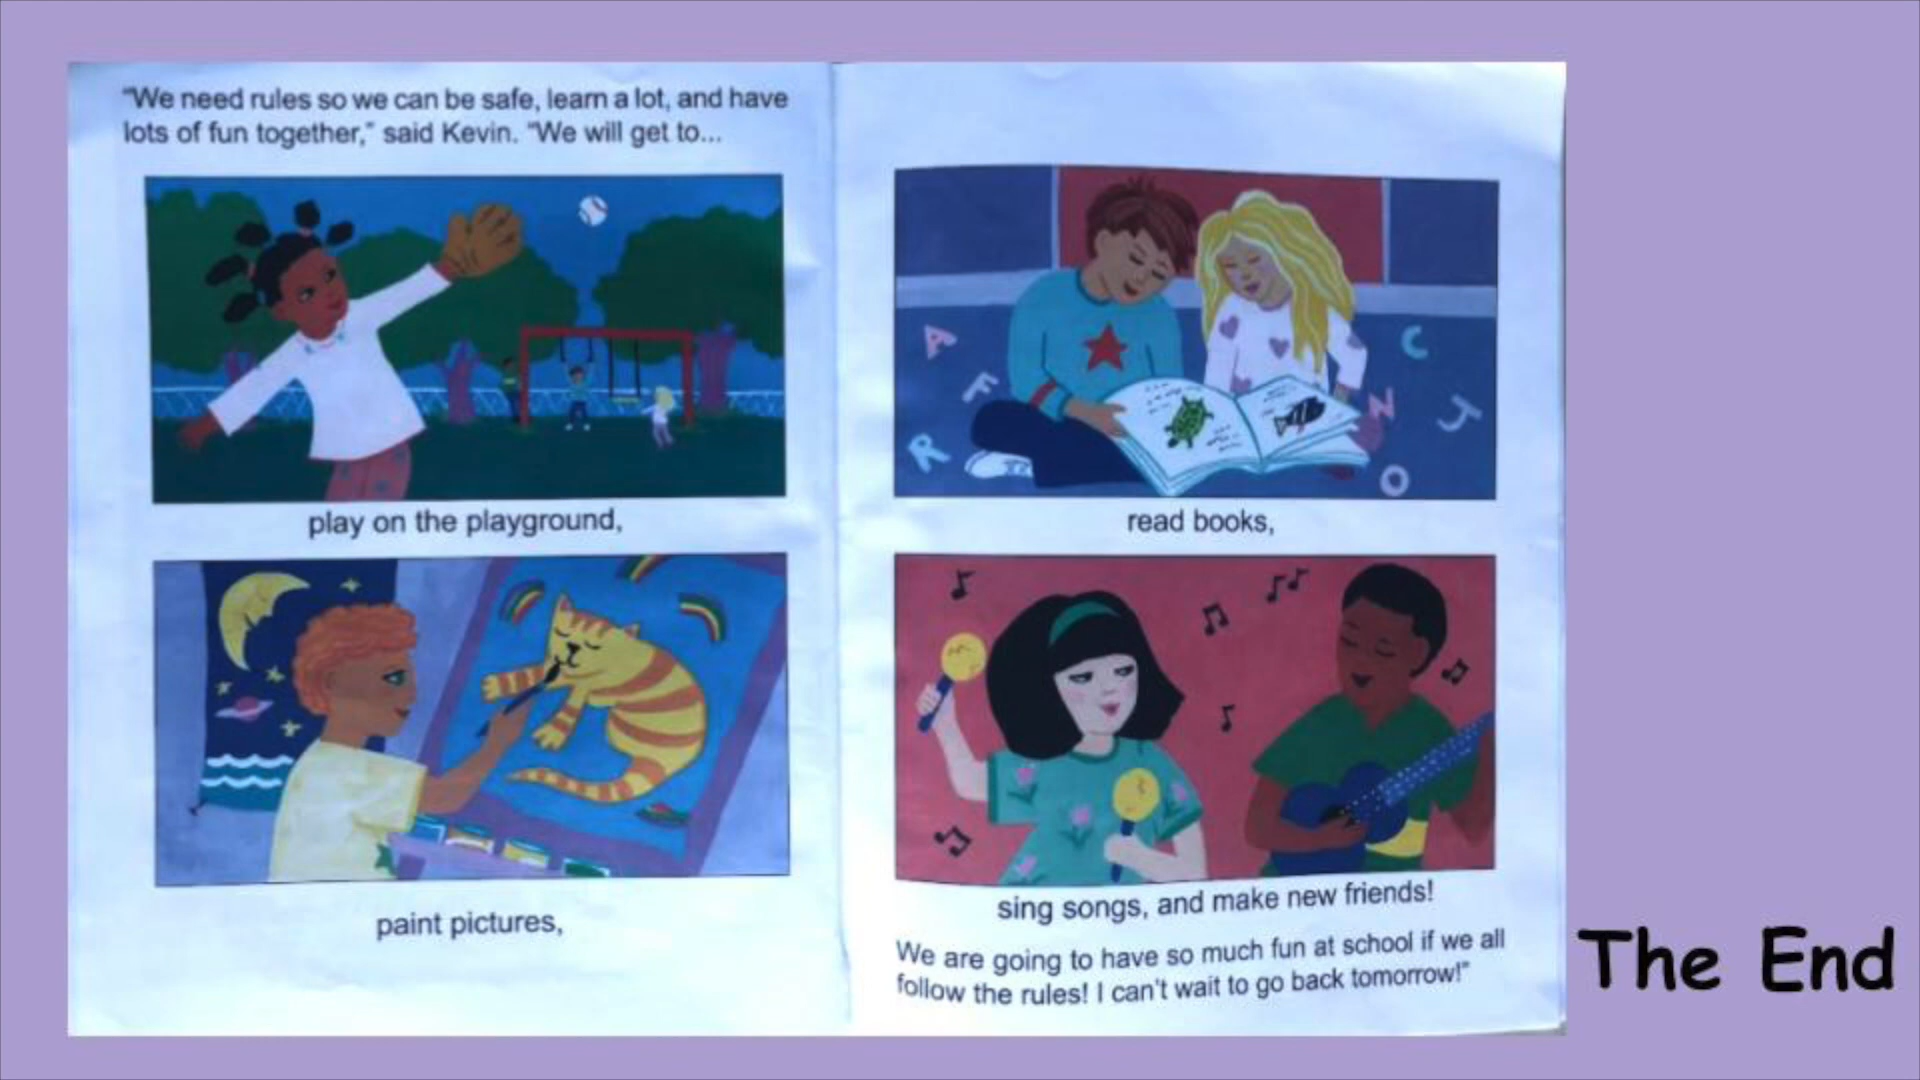 "We need rules so we can be safe, learn a lot, and have
lots of fun together," said Kevin. "We will get to...
play on the playground,
paint pictures,
A
F
R
C
N
J
O
read books,
sing songs, and make new friends!
We are going to have so much fun at school if we all
follow the rules! I can't wait to go back tomorrow!"
The End